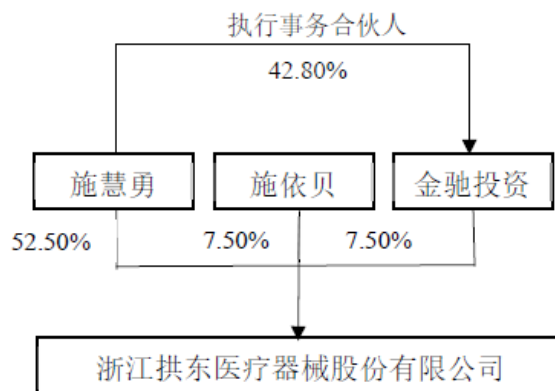 执行事务合伙人
42.80%
施慧勇
施依贝
金驰投资
52.50%
7.50%
7.50%
浙江拱东医疗器械股份有限公司